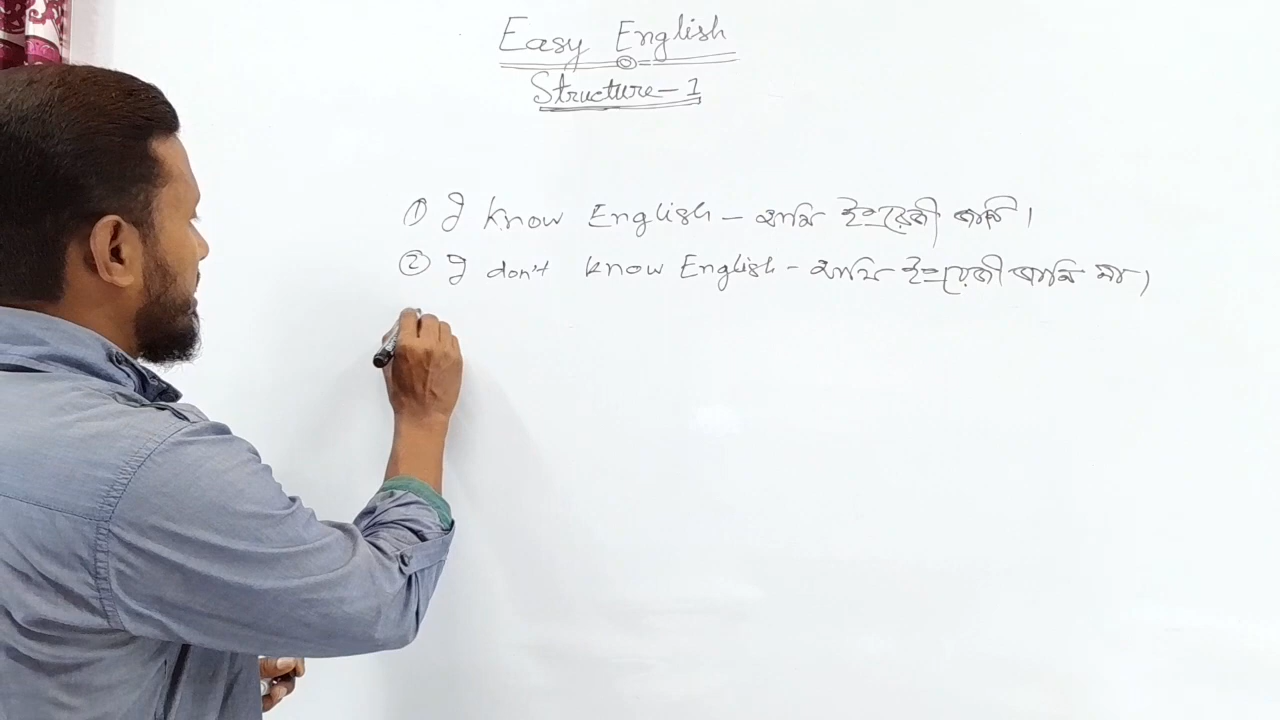 Easy English
Structure - 1
① I know English - আমি ইংরেজী জানি।
② I don't know English - আমি ইংরেজী জানি না।